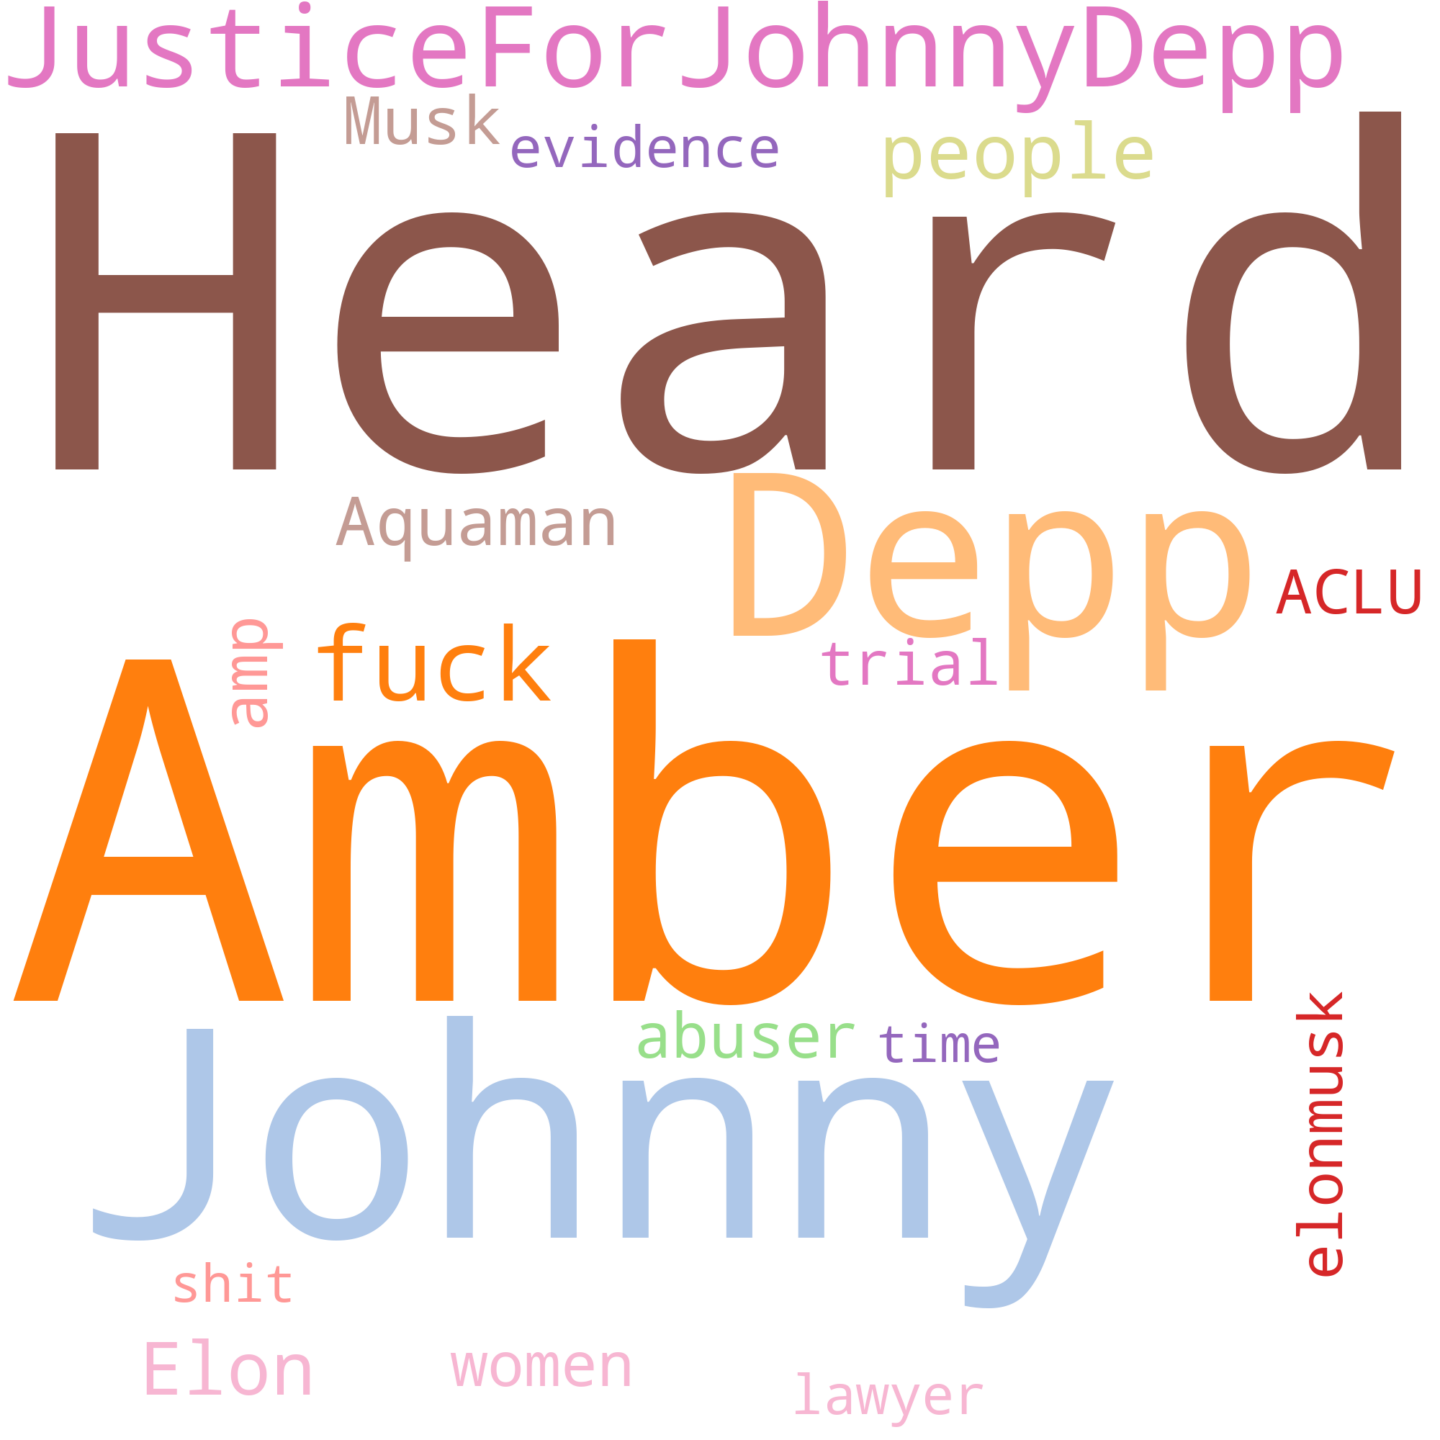 JusticeForJohnnyDepp
Musk
evidence
people
Heard
Aquaman
Depp
ACLU
amp
fuck
trial
Amber
abuser
time
elonmusk
Johnny
shit
Elon
women
lawyer